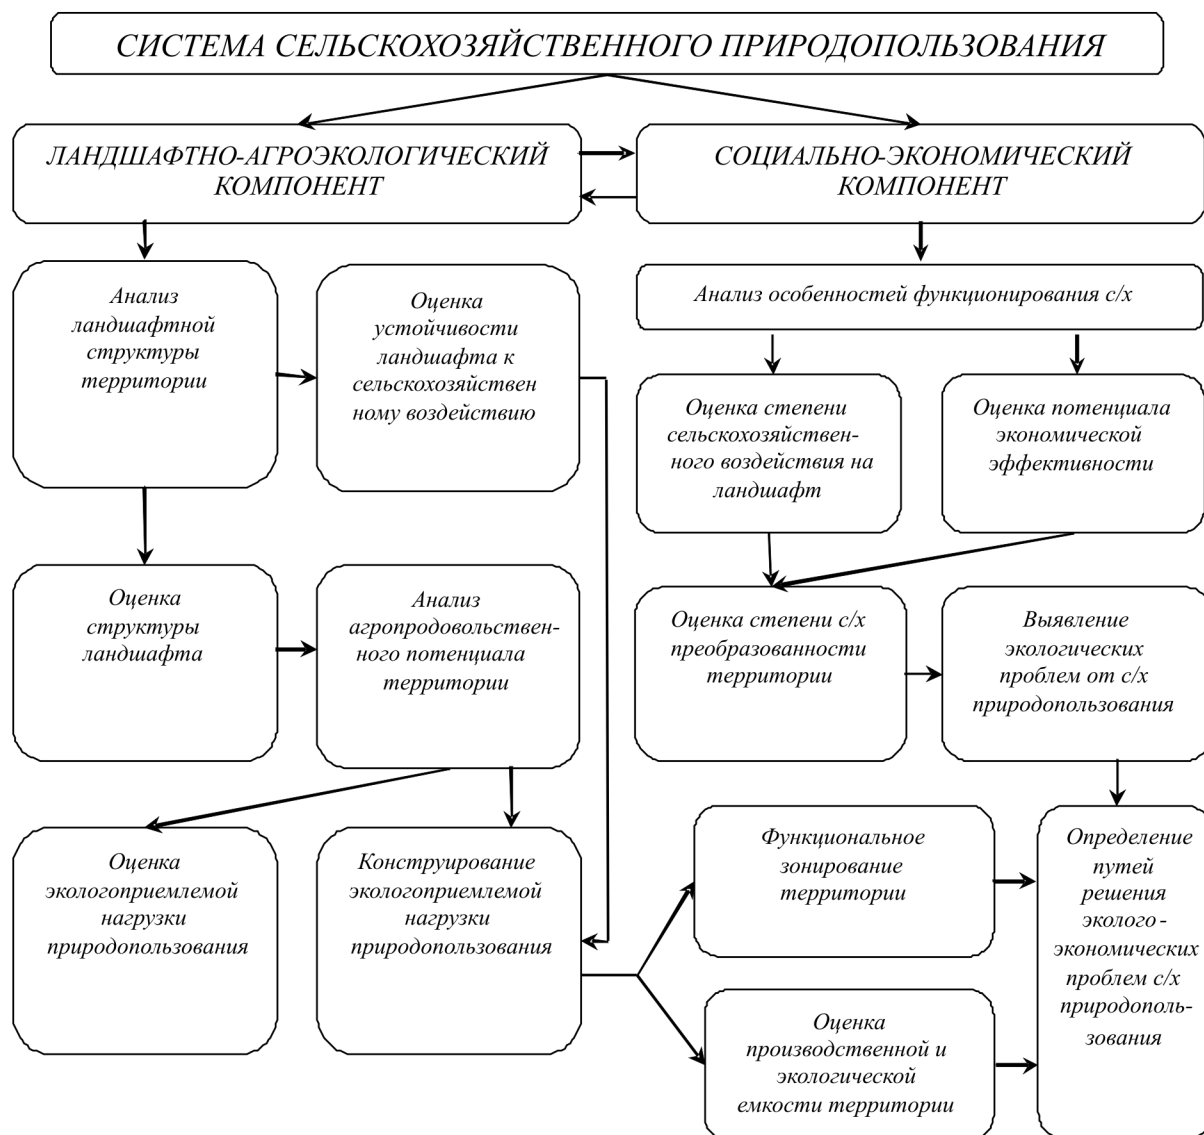 СИСТЕМА СЕЛЬСКОХОЗЯЙСТВЕННОГО ПРИРОДОПОЛЬЗОВАНИЯ
ЛАНДШАФТНО-АГРОЭКОЛОГИЧЕСКИЙ
КОМПОНЕНТ
СОЦИАЛЬНО-ЭКОНОМИЧЕСКИЙ
КОМПОНЕНТ
Анализ
ландшафтной
структуры
территории
Оценка
устойчивости
ландшафта к
сельскохозяйствен
ному воздействию
Анализ особенностей функционирования с/х
Оценка степени
сельскохозяйствен-
ного воздействия на
ландшафт
Оценка потенциала
экономической
эффективности
Оценка
структуры
ландшафта
Анализ
агропродовольствен-
ного потенциала
территории
Оценка степени с/х
преобразованности
территории
Выявление
экологических
проблем от с/х
природопользования
Оценка
экологоприемлемой
нагрузки
природопользования
Конструирование
экологоприемлемой
нагрузки
природопользования
Функциональное
зонирование
территории
Определение
путей
решения
эколого-
экономических
проблем с/х
природополь-
зования
Оценка
производственной и
экологической
емкости территории